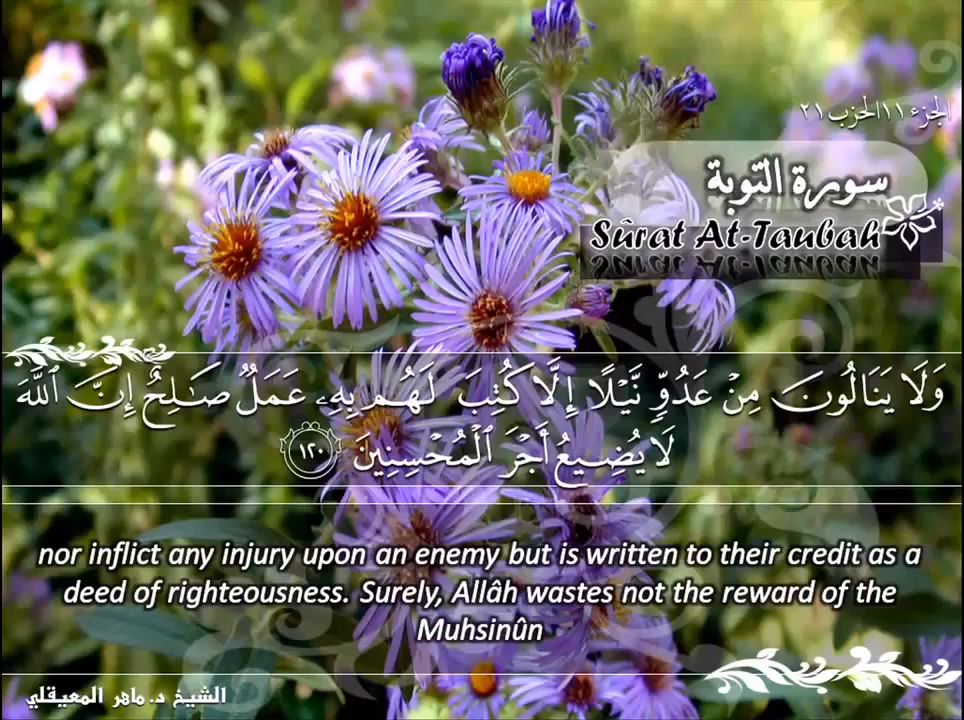 الجزء ١١ الحزب ٢١
سورة التوبة
Sûrat At-Taubah
وَلَا يَنَالُونَ مِنْ عَدُوٍّ نَّيْلًا إِلَّا كُتِبَ لَهُم بِهِۦ عَمَلٌ صَـٰلِحٌ إِنَّ ٱللَّهَ
لَا يُضِيعُ أَجْرَ ٱلْمُحْسِنِينَ ١٢٠
nor inflict any injury upon an enemy but is written to their credit as a
deed of righteousness. Surely, Allâh wastes not the reward of the
Muhsinûn
الشيخ د. ماهر المعيقلي